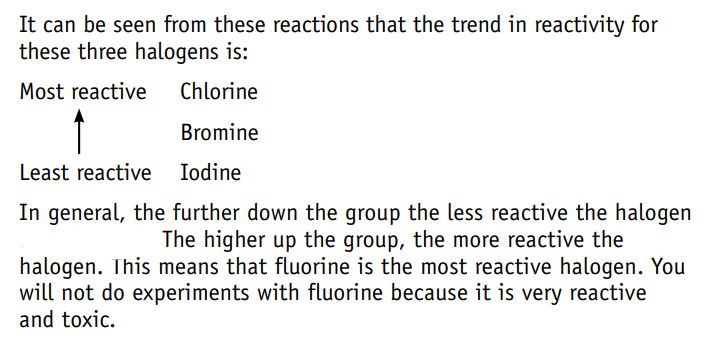 It can be seen from these reactions that the trend in reactivity for
these three halogens is:
Most reactive Chlorine
Bromine
Least reactive Iodine
In general, the further down the group the less reactive the halogen
The higher up the group, the more reactive the
halogen. This means that fluorine is the most reactive halogen. You
will not do experiments with fluorine because it is very reactive
and toxic.